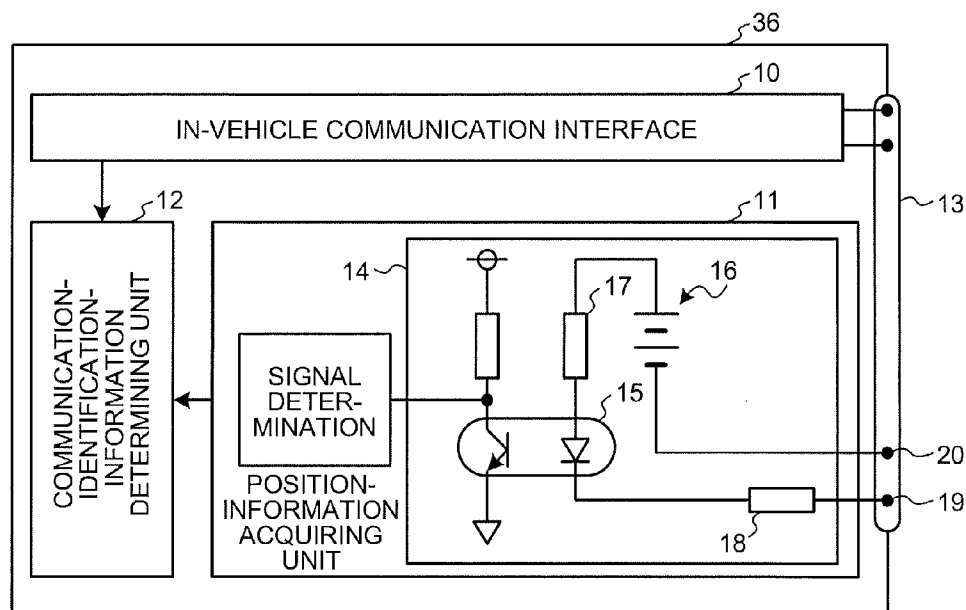 36
10
IN-VEHICLE COMMUNICATION INTERFACE
12
11
13
COMMUNICATION-
IDENTIFICATION-
INFORMATION
DETERMINING UNIT
14
17
16
SIGNAL
DETER-
MINATION
15
POSITION-
INFORMATION
ACQUIRING
UNIT
20
19
18